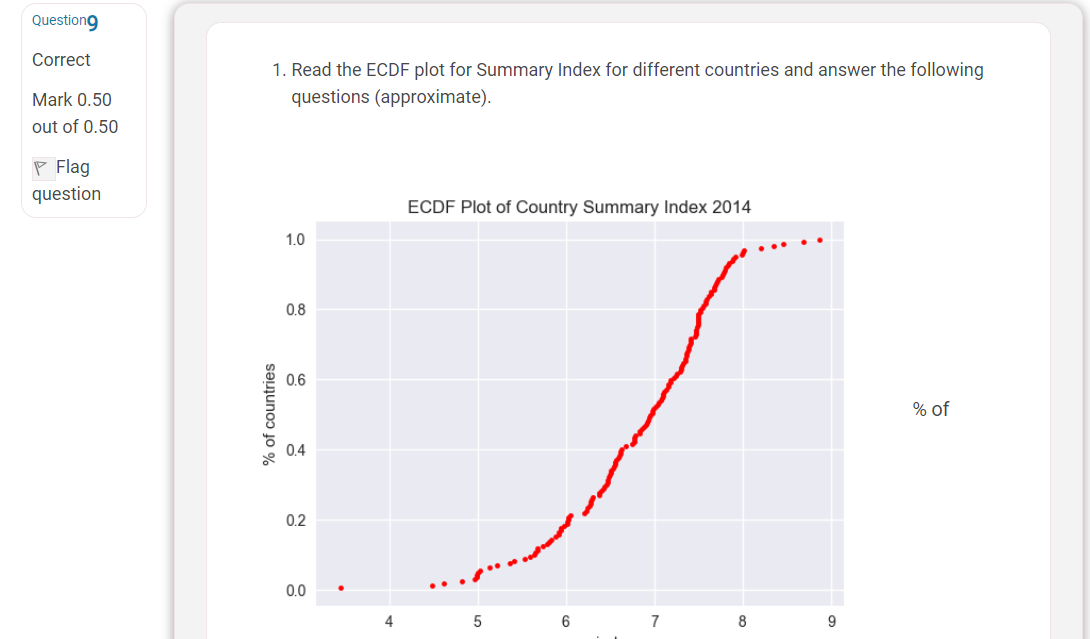 Question9
Correct
Mark 0.50
out of 0.50
Flag
question
1. Read the ECDF plot for Summary Index for different countries and answer the following
questions (approximate).
ECDF Plot of Country Summary Index 2014
1.0
0.8
0.6
0.4
0.2
0.0
% of countries
4 5 6 7 8 9
% of